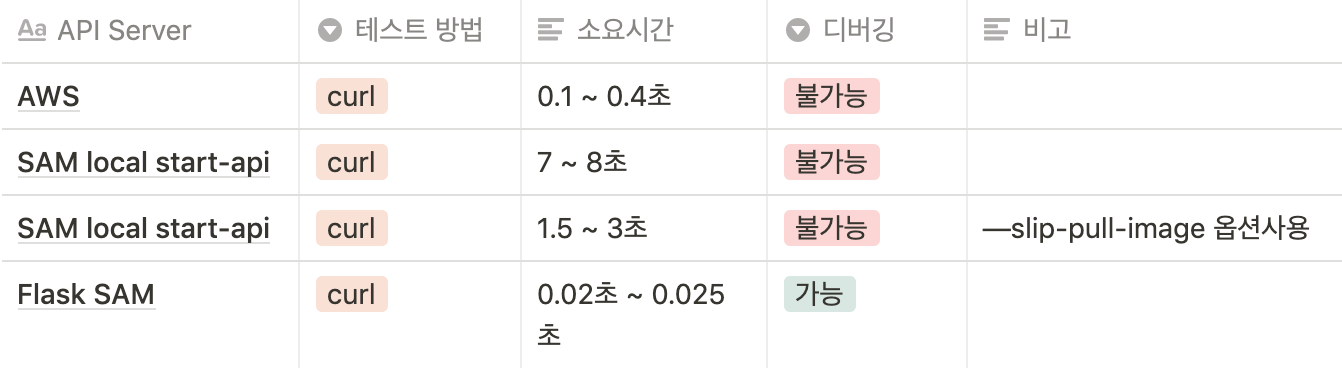 Aa API Server 테스트 방법 소요시간 디버깅 비고
AWS curl 0.1 ~ 0.4초 불가능
SAM local start-api curl 7 ~ 8초 불가능
SAM local start-api curl 1.5 ~ 3초 불가능 —slip-pull-image 옵션사용
Flask SAM curl 0.02초 ~ 0.025 가능
초